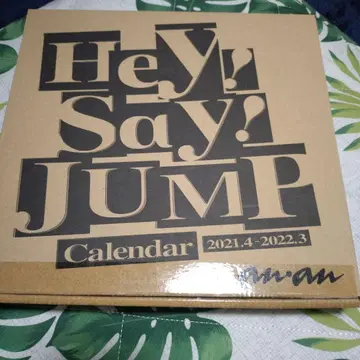 Hey!
Say!
JUMP
Calendar 2021.4-2022.3
an·an